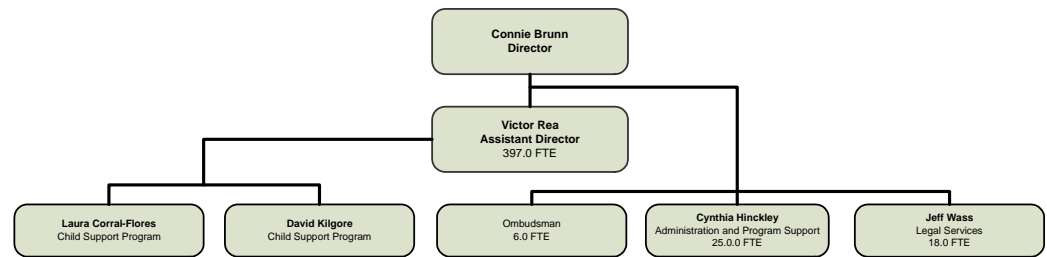 Connie Brunn
Director
Victor Rea
Assistant Director
397.0 FTE
Laura Corral-Flores
Child Support Program
David Kilgore
Child Support Program
Ombudsman
6.0 FTE
Cynthia Hinckley
Administration and Program Support
25.0.0 FTE
Jeff Wass
Legal Services
18.0 FTE